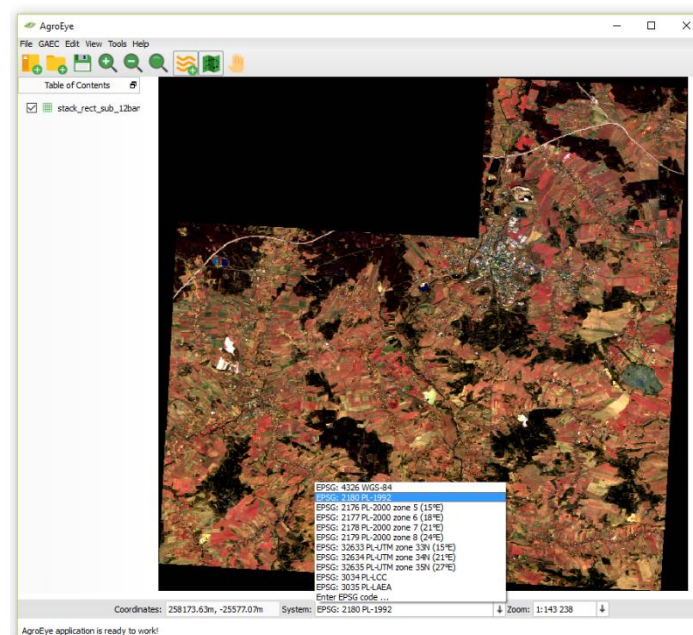 AgroEye
File GAEC Edit View Tools Help
Table of Contents
stack_rect_sub_12bar
EPSG: 4326 WGS-84
EPSG: 2180 PL-1992
EPSG: 2176 PL-2000 zone 5 (15°E)
EPSG: 2177 PL-2000 zone 6 (18°E)
EPSG: 2178 PL-2000 zone 7 (21°E)
EPSG: 2179 PL-2000 zone 8 (24°E)
EPSG: 32633 PL-UTM zone 33N (15°E)
EPSG: 32634 PL-UTM zone 34N (21°E)
EPSG: 32635 PL-UTM zone 35N (27°E)
EPSG: 3034 PL-LCC
EPSG: 3035 PL-LAEA
Enter EPSG code ...
Coordinates: 258173.63m, -25577.07m System: EPSG: 2180 PL-1992 Zoom: 1:143 238
AgroEye application is ready to work!